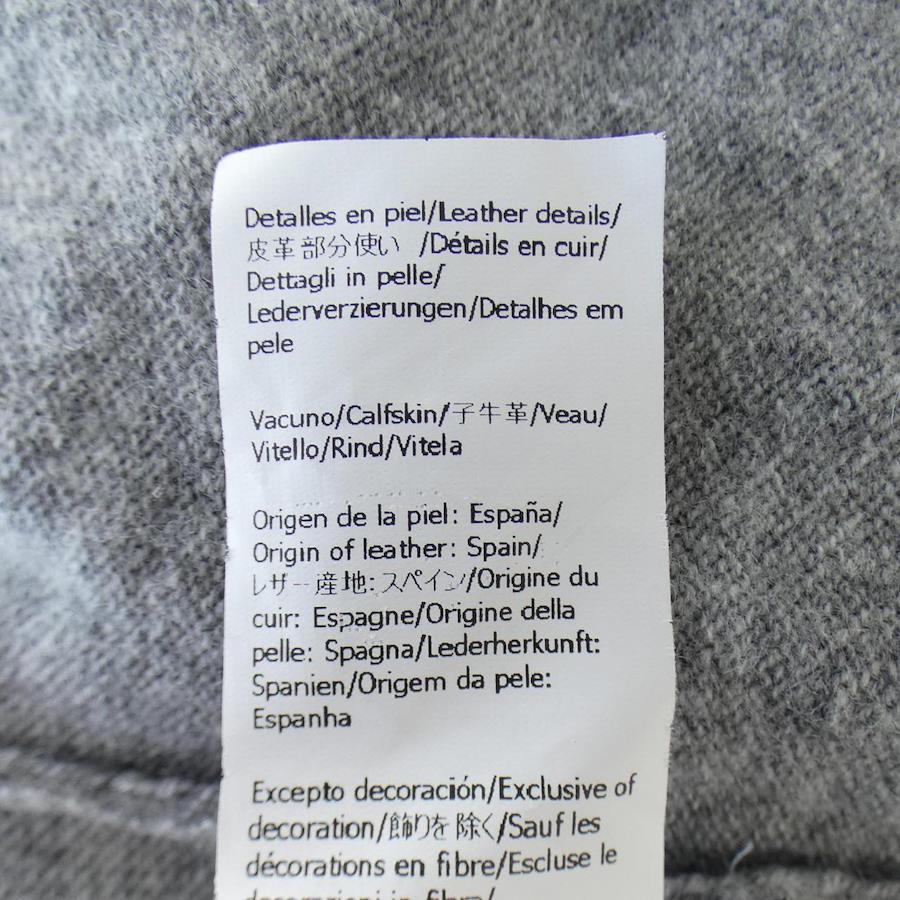 Detalles en piel/Leather details/
皮革部分使い /Détails en cuir/
Dettagli in pelle/
Lederverzierungen/Detalhes em
pele
Vacuno/Calfskin/子牛革/Veau/
Vitello/Rind/Vitela
Origen de la piel: España/
Origin of leather: Spain/
レザー産地:スペイン/Origine du
cuir: Espagne/Origine della
pelle: Spagna/Lederherkunft:
Spanien/Origem da pele:
Espanha
Excepto decoración/Exclusive of
decoration/飾りを除く/Sauf les
décorations en fibre/Escluse le
decorazioni in fibre/